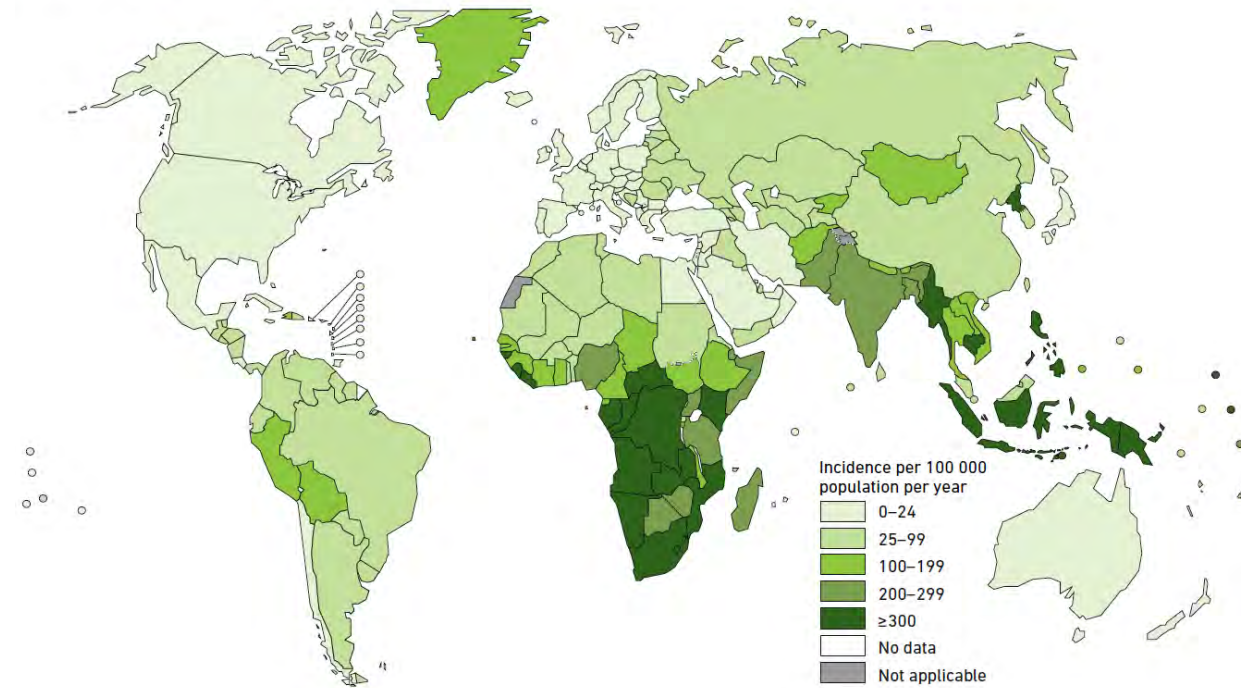 Incidence per 100 000
population per year
0–24
25–99
100–199
200–299
≥300
No data
Not applicable